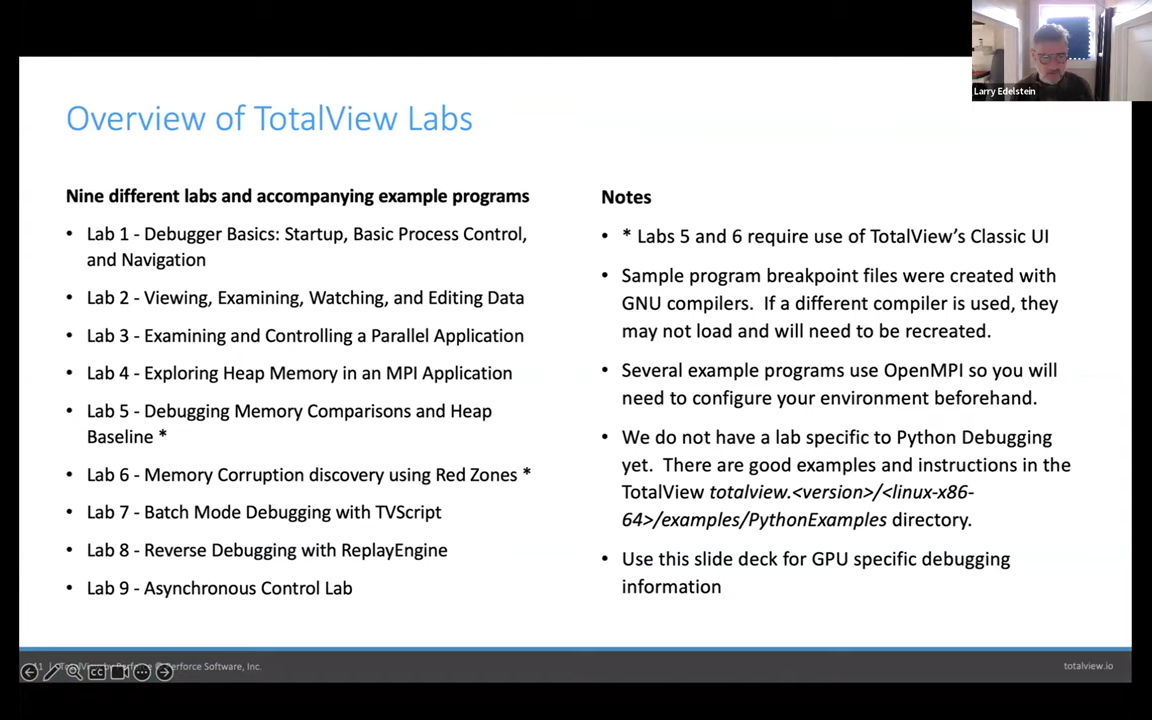 Larry Edelstein
Overview of TotalView Labs
Nine different labs and accompanying example programs
• Lab 1 - Debugger Basics: Startup, Basic Process Control,
and Navigation
• Lab 2 - Viewing, Examining, Watching, and Editing Data
• Lab 3 - Examining and Controlling a Parallel Application
• Lab 4 - Exploring Heap Memory in an MPI Application
• Lab 5 - Debugging Memory Comparisons and Heap
Baseline *
• Lab 6 - Memory Corruption discovery using Red Zones *
• Lab 7 - Batch Mode Debugging with TVScript
• Lab 8 - Reverse Debugging with ReplayEngine
• Lab 9 - Asynchronous Control Lab
Notes
• * Labs 5 and 6 require use of TotalView’s Classic UI
• Sample program breakpoint files were created with
GNU compilers. If a different compiler is used, they
may not load and will need to be recreated.
• Several example programs use OpenMPI so you will
need to configure your environment beforehand.
• We do not have a lab specific to Python Debugging
yet. There are good examples and instructions in the
TotalView totalview.<version>/<linux-x86-
64>/examples/PythonExamples directory.
• Use this slide deck for GPU specific debugging
information
| TotalView by Perforce © Perforce Software, Inc.
CC
totalview.io